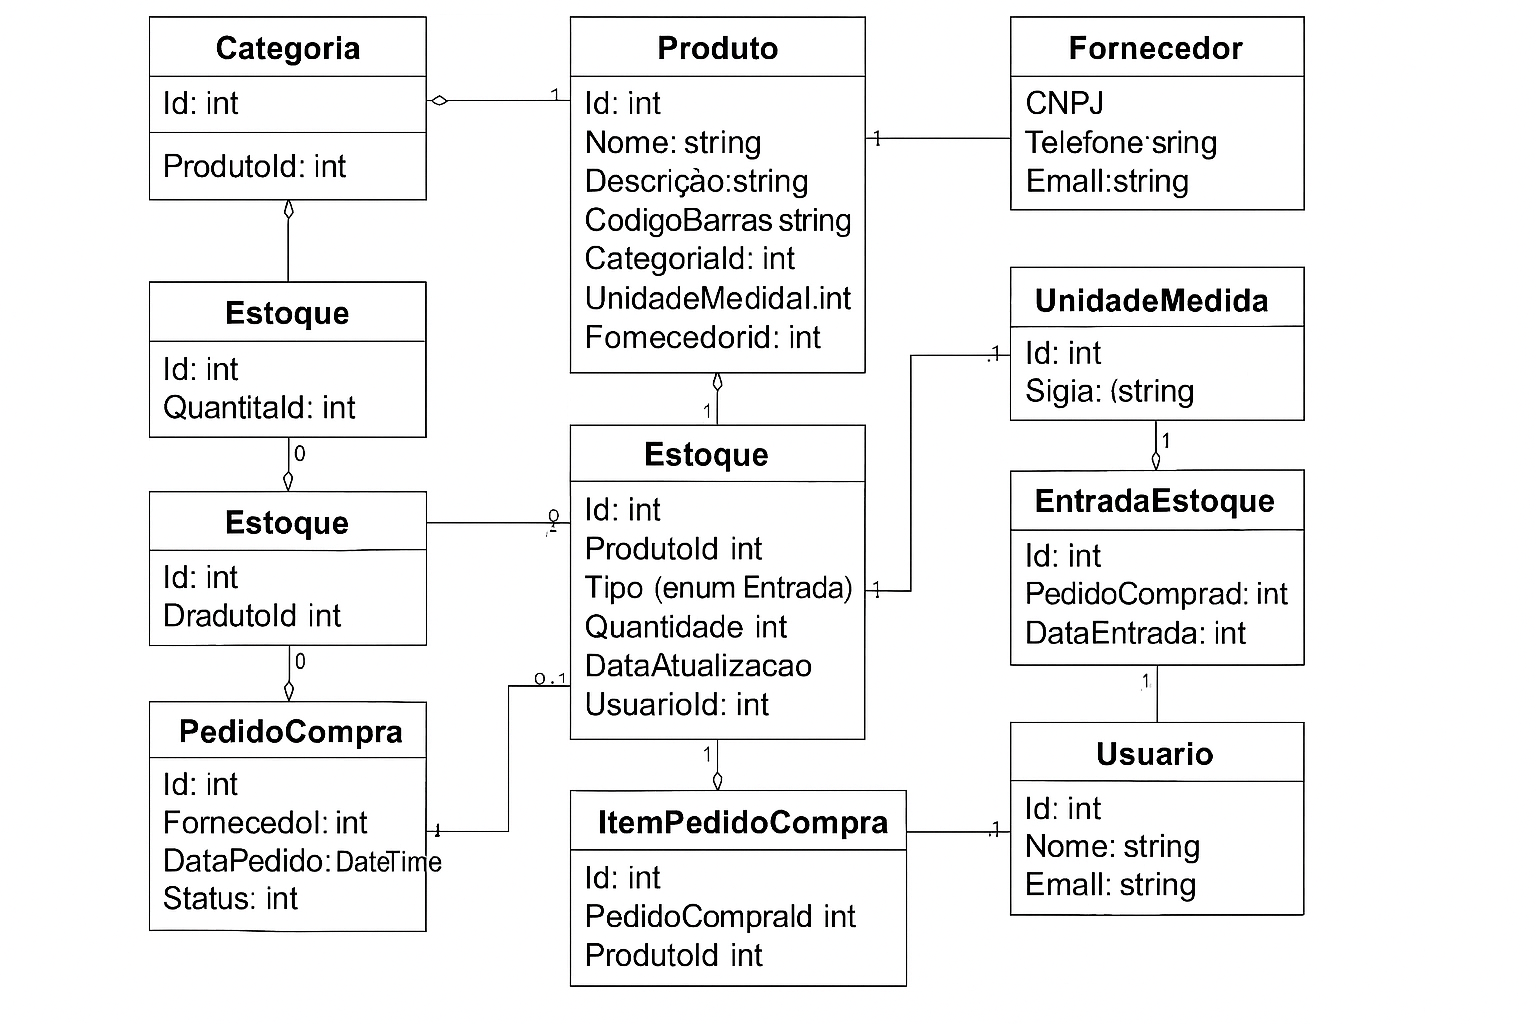 Categoria
Id: int
ProdutoId: int
Produto
Id: int
Nome: string
Descrição:string
CodigoBarras string
CategoriaId: int
UnidadeMedidaI.int
Fomecedorid: int
Fornecedor
CNPJ
Telefone·sring
Emall:string
1
1
Estoque
Id: int
QuantitaId: int
UnidadeMedida
Id: int
Sigia: (string
.1
1
0
1
Estoque
Id: int
DradutoId int
0
Estoque
Id: int
ProdutoId int
Tipo (enum Entrada)
Quantidade int
DataAtualizacao
UsuarioId: int
1
EntradaEstoque
Id: int
PedidoComprad: int
DataEntrada: int
0
0.1
1
PedidoCompra
Id: int
FornecedoI: int
DataPedido: DateTime
Status: int
1
1
ItemPedidoCompra
Id: int
PedidoCompraId int
ProdutoId int
.1
Usuario
Id: int
Nome: string
Emall: string